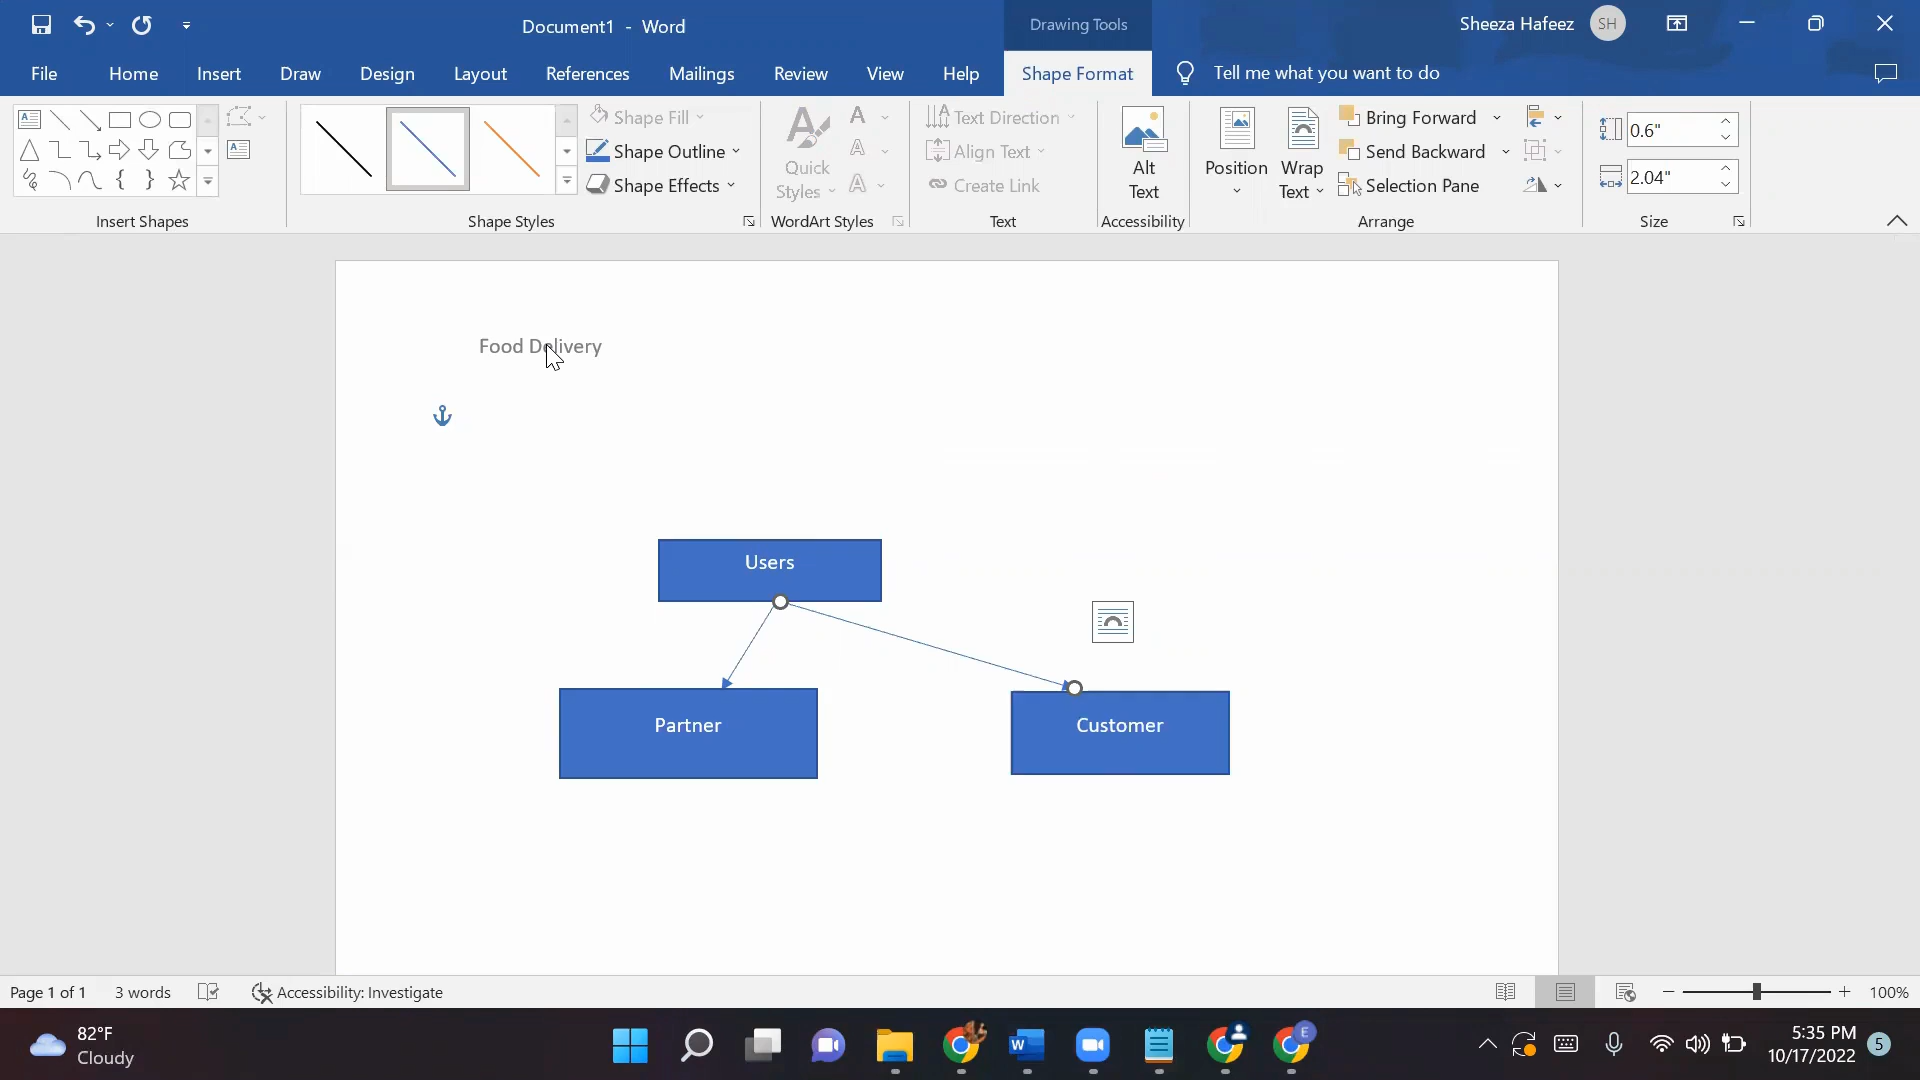 Document1 - Word
Drawing Tools
Sheeza Hafeez
SH
File
Home
Insert
Draw
Design
Layout
References
Mailings
Review
View
Help
Shape Format
Tell me what you want to do
Shape Fill
Shape Outline
Shape Effects
Quick
Styles
Text Direction
Align Text
Create Link
Alt
Text
Position
Wrap
Text
Bring Forward
Send Backward
Selection Pane
0.6"
2.04"
Insert Shapes
Shape Styles
WordArt Styles
Text
Accessibility
Arrange
Size
Food Delivery
Users
Partner
Customer
Page 1 of 1
3 words
Accessibility: Investigate
100%
82°F
Cloudy
5:35 PM
10/17/2022
5